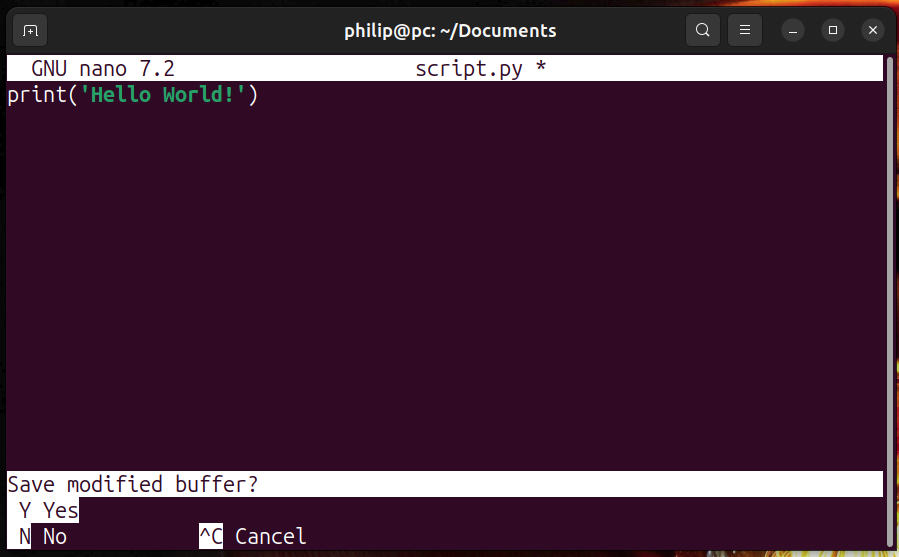 philip@pc: ~/Documents
GNU nano 7.2 script.py *
print('Hello World!')
Save modified buffer?
Y Yes
N No ^C Cancel